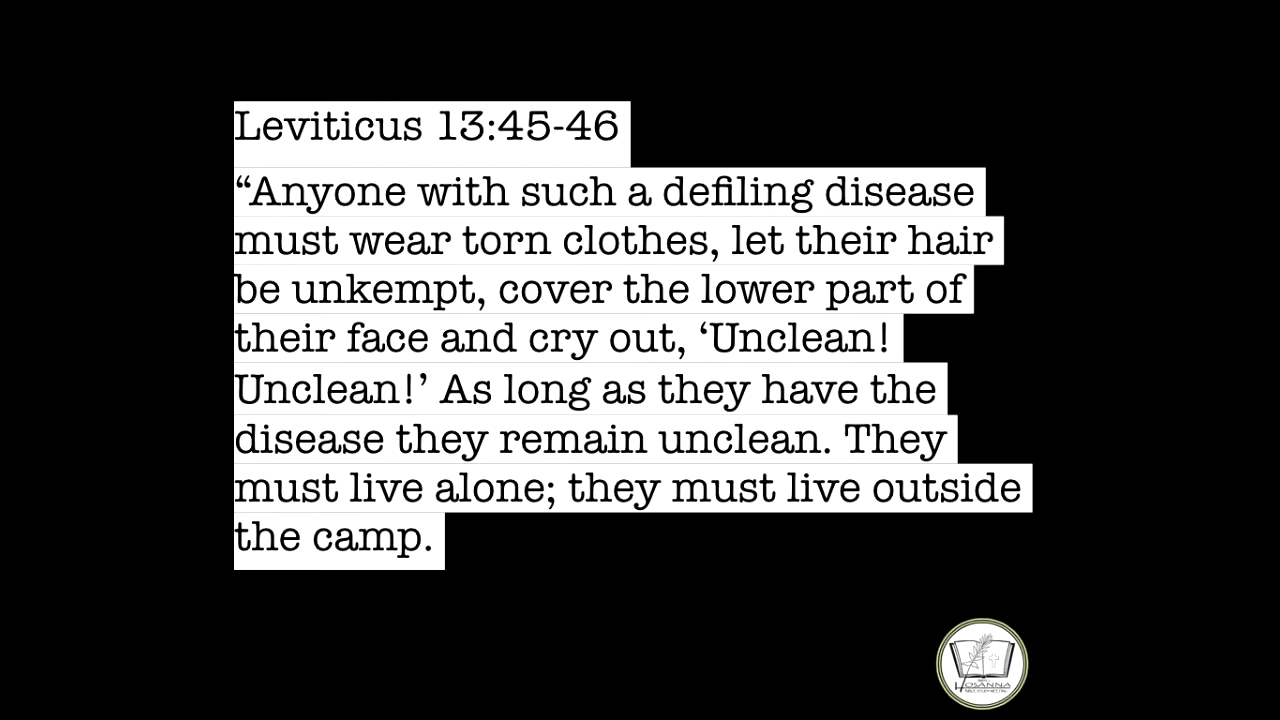 Leviticus 13:45-46
“Anyone with such a defiling disease
must wear torn clothes, let their hair
be unkempt, cover the lower part of
their face and cry out, ‘Unclean!
Unclean!’ As long as they have the
disease they remain unclean. They
must live alone; they must live outside
the camp.
HOSANNA